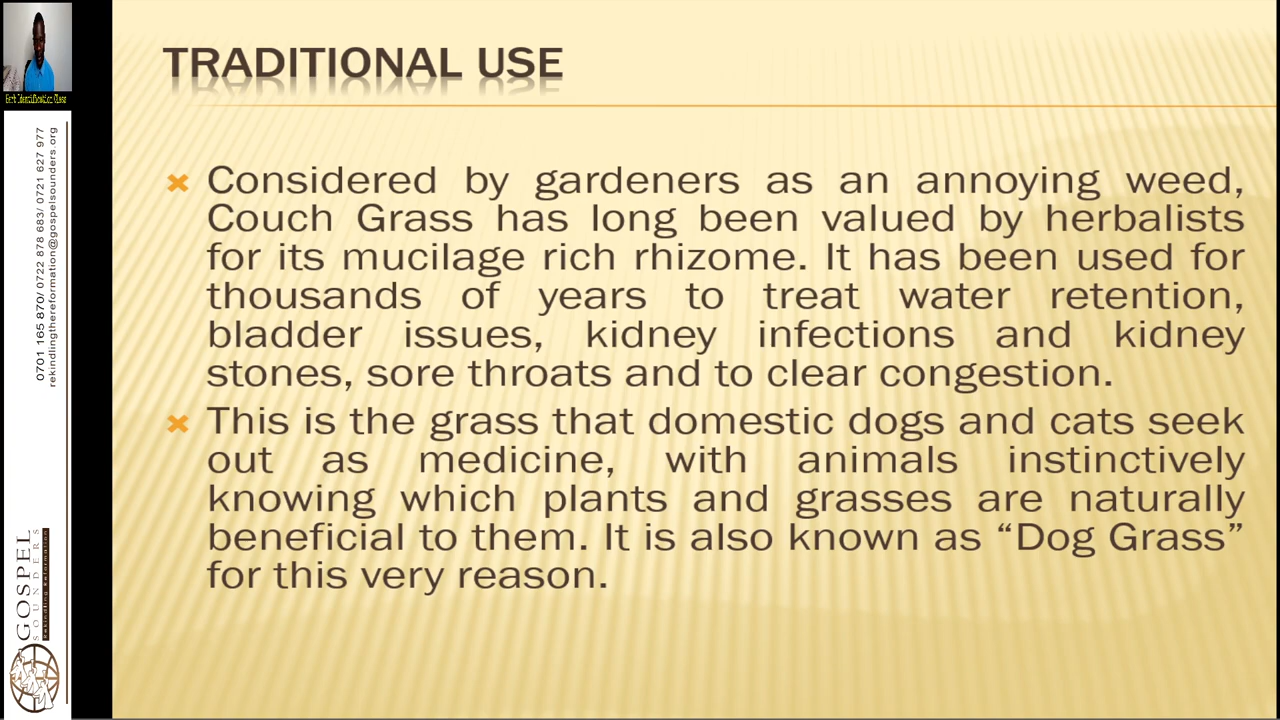 TRADITIONAL USE
Considered by gardeners as an annoying weed,
Couch Grass has long been valued by herbalists
for its mucilage rich rhizome. It has been used for
thousands of years to treat water retention,
bladder issues, kidney infections and kidney
stones, sore throats and to clear congestion.
This is the grass that domestic dogs and cats seek
out as medicine, with animals instinctively
knowing which plants and grasses are naturally
beneficial to them. It is also known as “Dog Grass”
for this very reason.
Herb Identification Class
0701 165 870/ 0722 878 683/ 0721 627 977
rekindlingthereformation@gospelsounders.org
GOSPEL
SOUNDERS
Rekindling Reformation